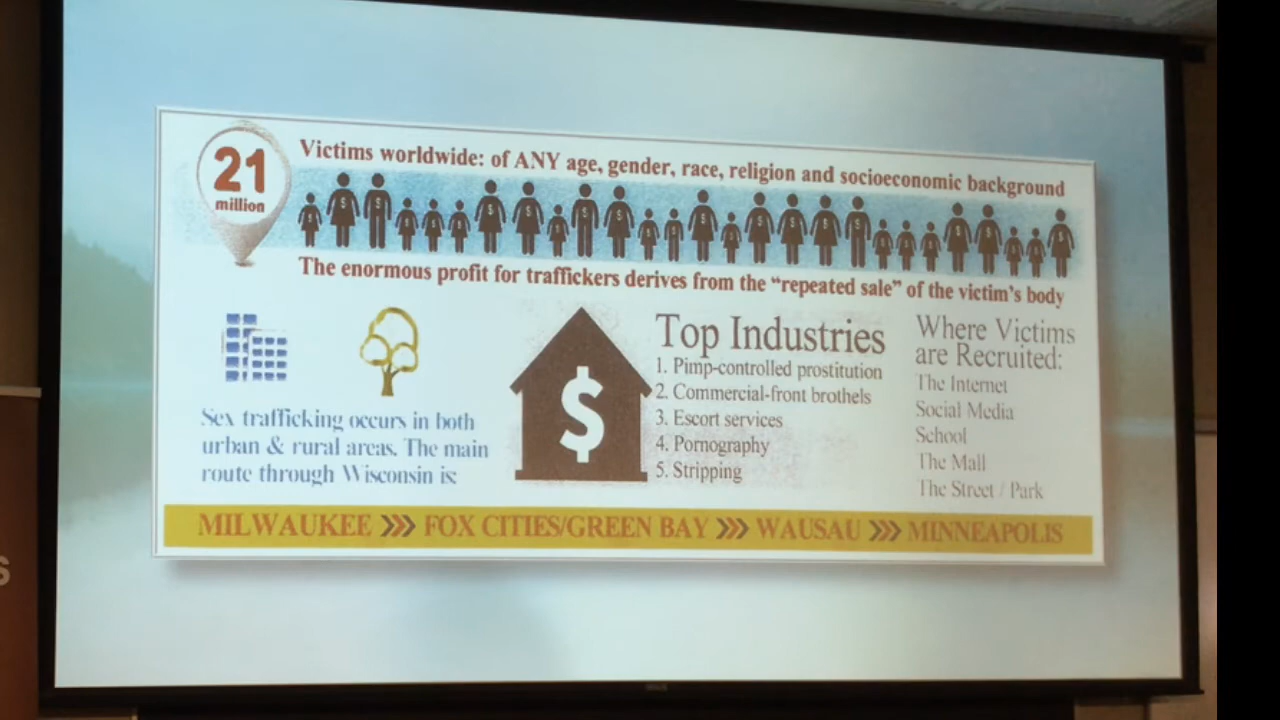 21
million
Victims worldwide: of ANY age, gender, race, religion and socioeconomic background
The enormous profit for traffickers derives from the “repeated sale” of the victim’s body
Sex trafficking occurs in both
urban & rural areas. The main
route through Wisconsin is:
$
Top Industries
1. Pimp-controlled prostitution
2. Commercial-front brothels
3. Escort services
4. Pornography
5. Stripping
Where Victims
are Recruited:
The Internet
Social Media
School
The Mall
The Street / Park
MILWAUKEE >>> FOX CITIES/GREEN BAY >>> WAUSAU >>> MINNEAPOLIS
S